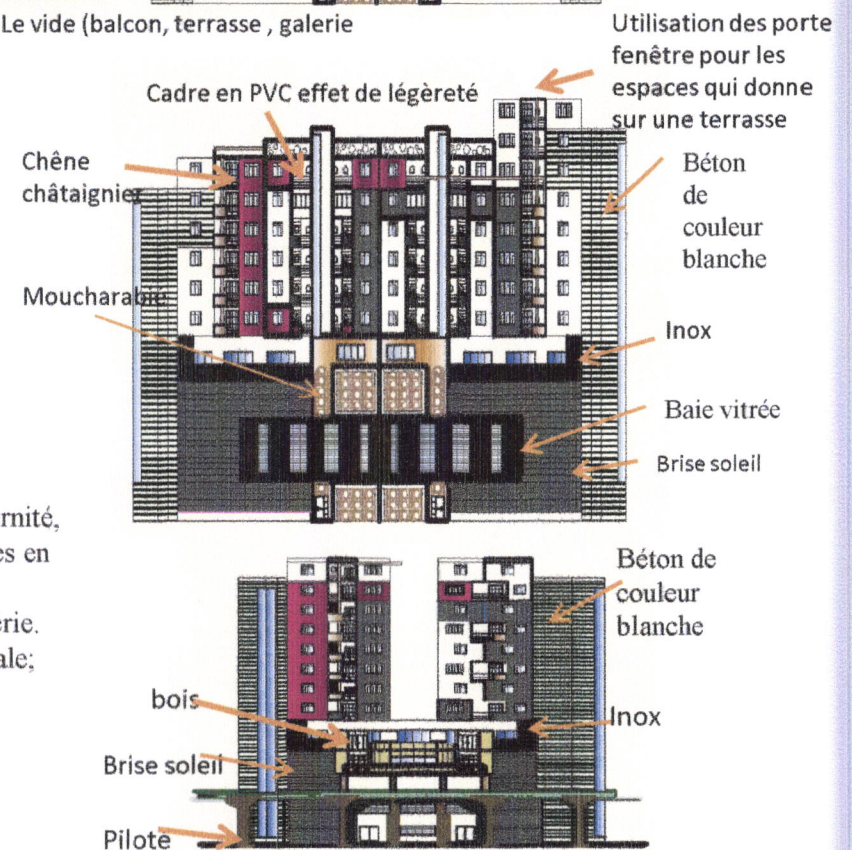 Le vide (balcon, terrasse , galerie
Utilisation des porte
fenêtre pour les
espaces qui donne
sur une terrasse
Cadre en PVC effet de légèreté
Chêne
châtaignier
Béton
de
couleur
blanche
Moucharabié
Inox
Baie vitrée
Brise soleil
rnité,
es en
rie.
ale;
Béton de
couleur
blanche
bois
Inox
Brise soleil
Pilote